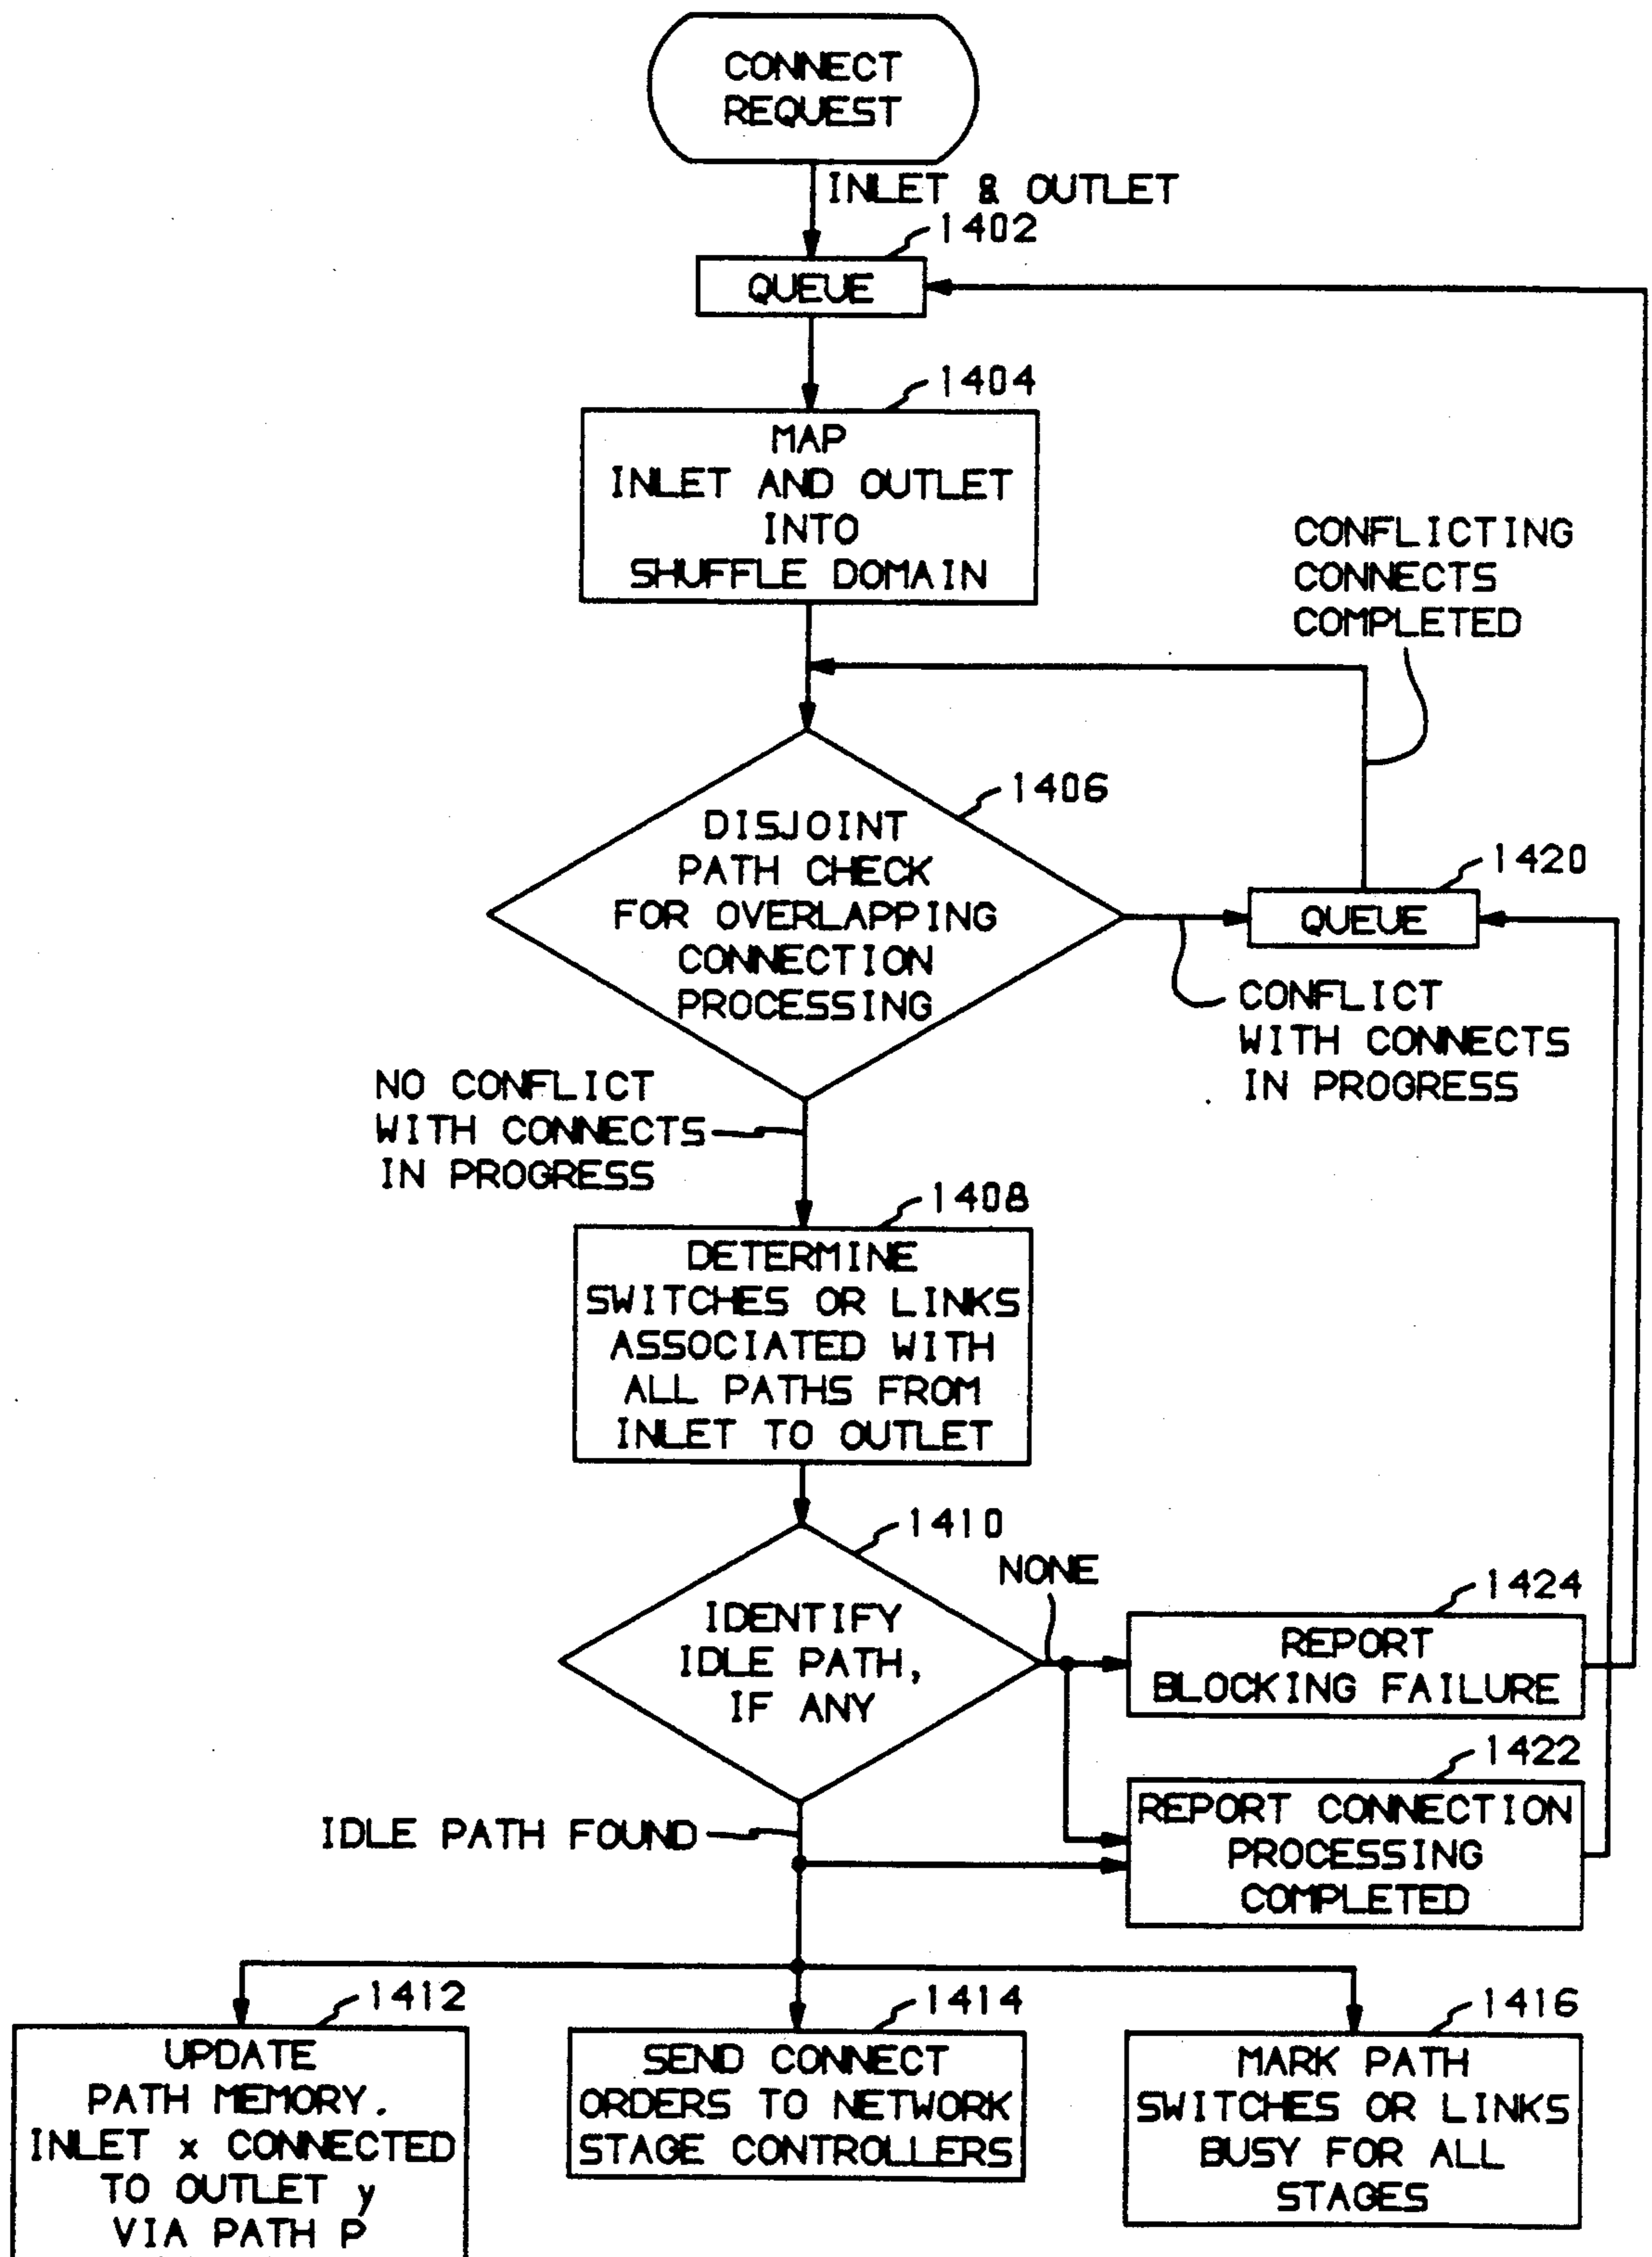 CONNECT
REQUEST
INLET & OUTLET
1402
QUEUE
1404
MAP
INLET AND OUTLET
INTO
SHUFFLE DOMAIN
CONFLICTING
CONNECTS
COMPLETED
1406
DISJOINT
PATH CHECK
FOR OVERLAPPING
CONNECTION
PROCESSING
1420
QUEUE
CONFLICT
WITH CONNECTS
IN PROGRESS
NO CONFLICT
WITH CONNECTS
IN PROGRESS
1408
DETERMINE
SWITCHES OR LINKS
ASSOCIATED WITH
ALL PATHS FROM
INLET TO OUTLET
1410
NONE
IDENTIFY
IDLE PATH,
IF ANY
1424
REPORT
BLOCKING FAILURE
1422
REPORT CONNECTION
PROCESSING
COMPLETED
IDLE PATH FOUND
1412
UPDATE
PATH MEMORY.
INLET x CONNECTED
TO OUTLET y
VIA PATH P
1414
SEND CONNECT
ORDERS TO NETWORK
STAGE CONTROLLERS
1416
MARK PATH
SWITCHES OR LINKS
BUSY FOR ALL
STAGES